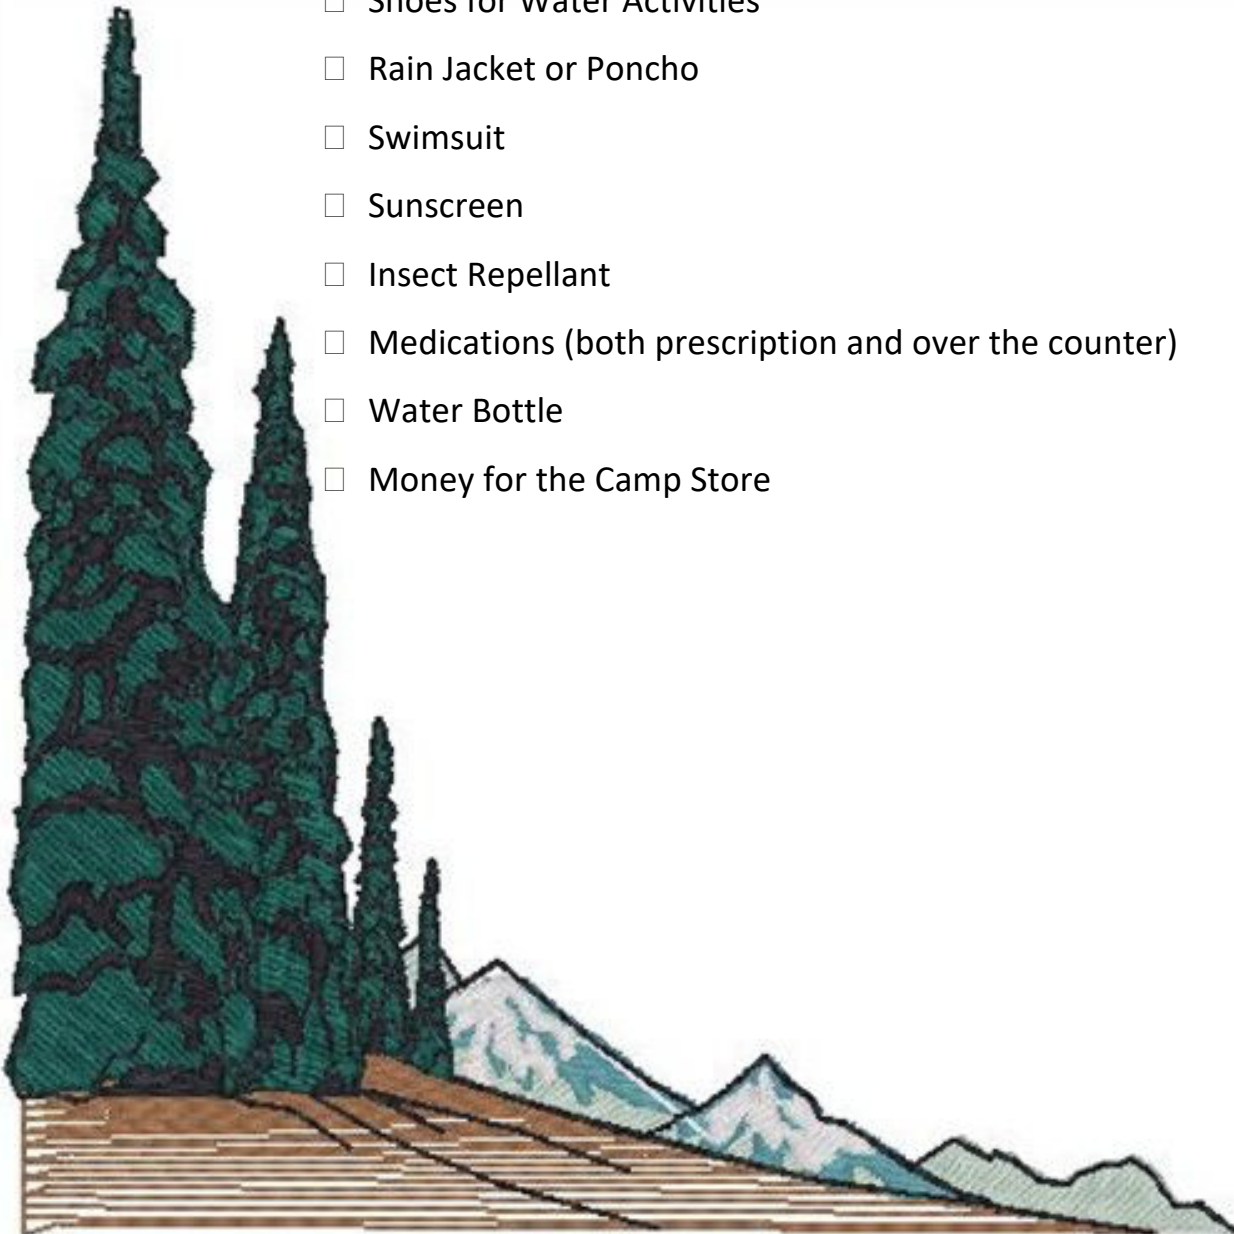 ☐ Shoes for Water Activities
☐ Rain Jacket or Poncho
☐ Swimsuit
☐ Sunscreen
☐ Insect Repellant
☐ Medications (both prescription and over the counter)
☐ Water Bottle
☐ Money for the Camp Store